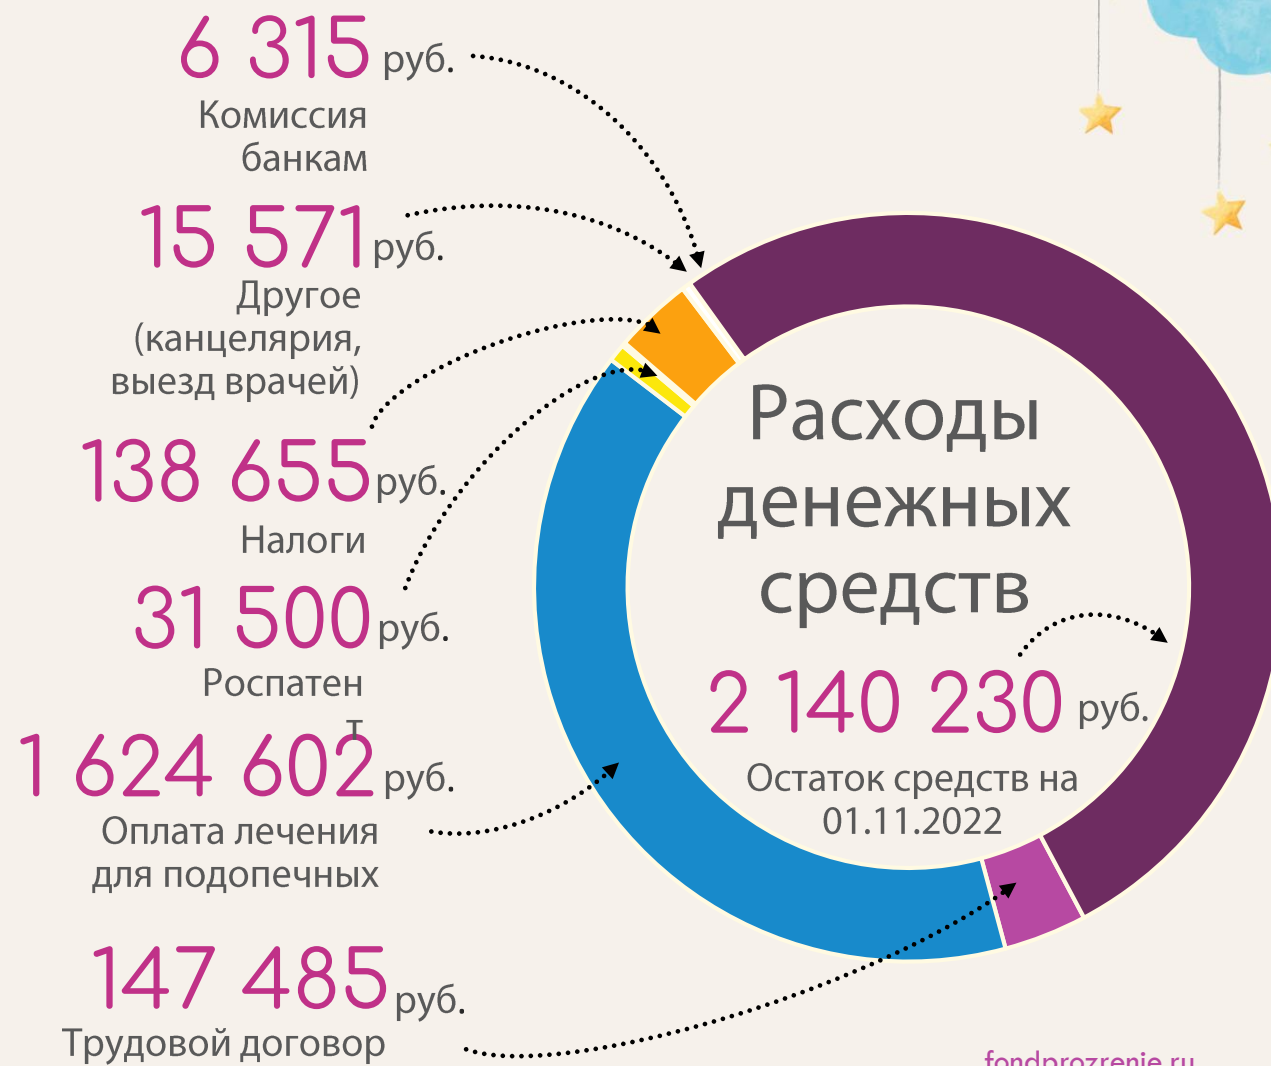 6 315 руб.
Комиссия
банкам
15 571 руб.
Другое
(канцелярия,
выезд врачей)
138 655 руб.
Налоги
31 500 руб.
Роспатен
т
1 624 602 руб.
Оплата лечения
для подопечных
147 485 руб.
Трудовой договор
Расходы
денежных
средств
2 140 230 руб.
Остаток средств на
01.11.2022
fondprozrenie.ru